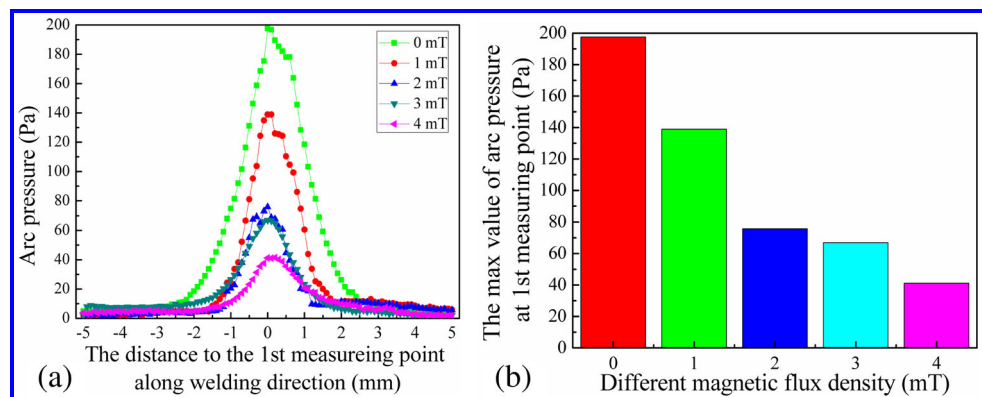 200
180
160
140
120
100
80
60
40
20
0
Arc pressure (Pa)
0 mT
1 mT
2 mT
3 mT
4 mT
-5 -4 -3 -2 -1 0 1 2 3 4 5
The distance to the 1st measureing point
along welding direction (mm)
(a)
200
180
160
140
120
100
80
60
40
20
0
The max value of arc pressure
at 1st measuring point (Pa)
0 1 2 3 4
Different magnetic flux density (mT)
(b)